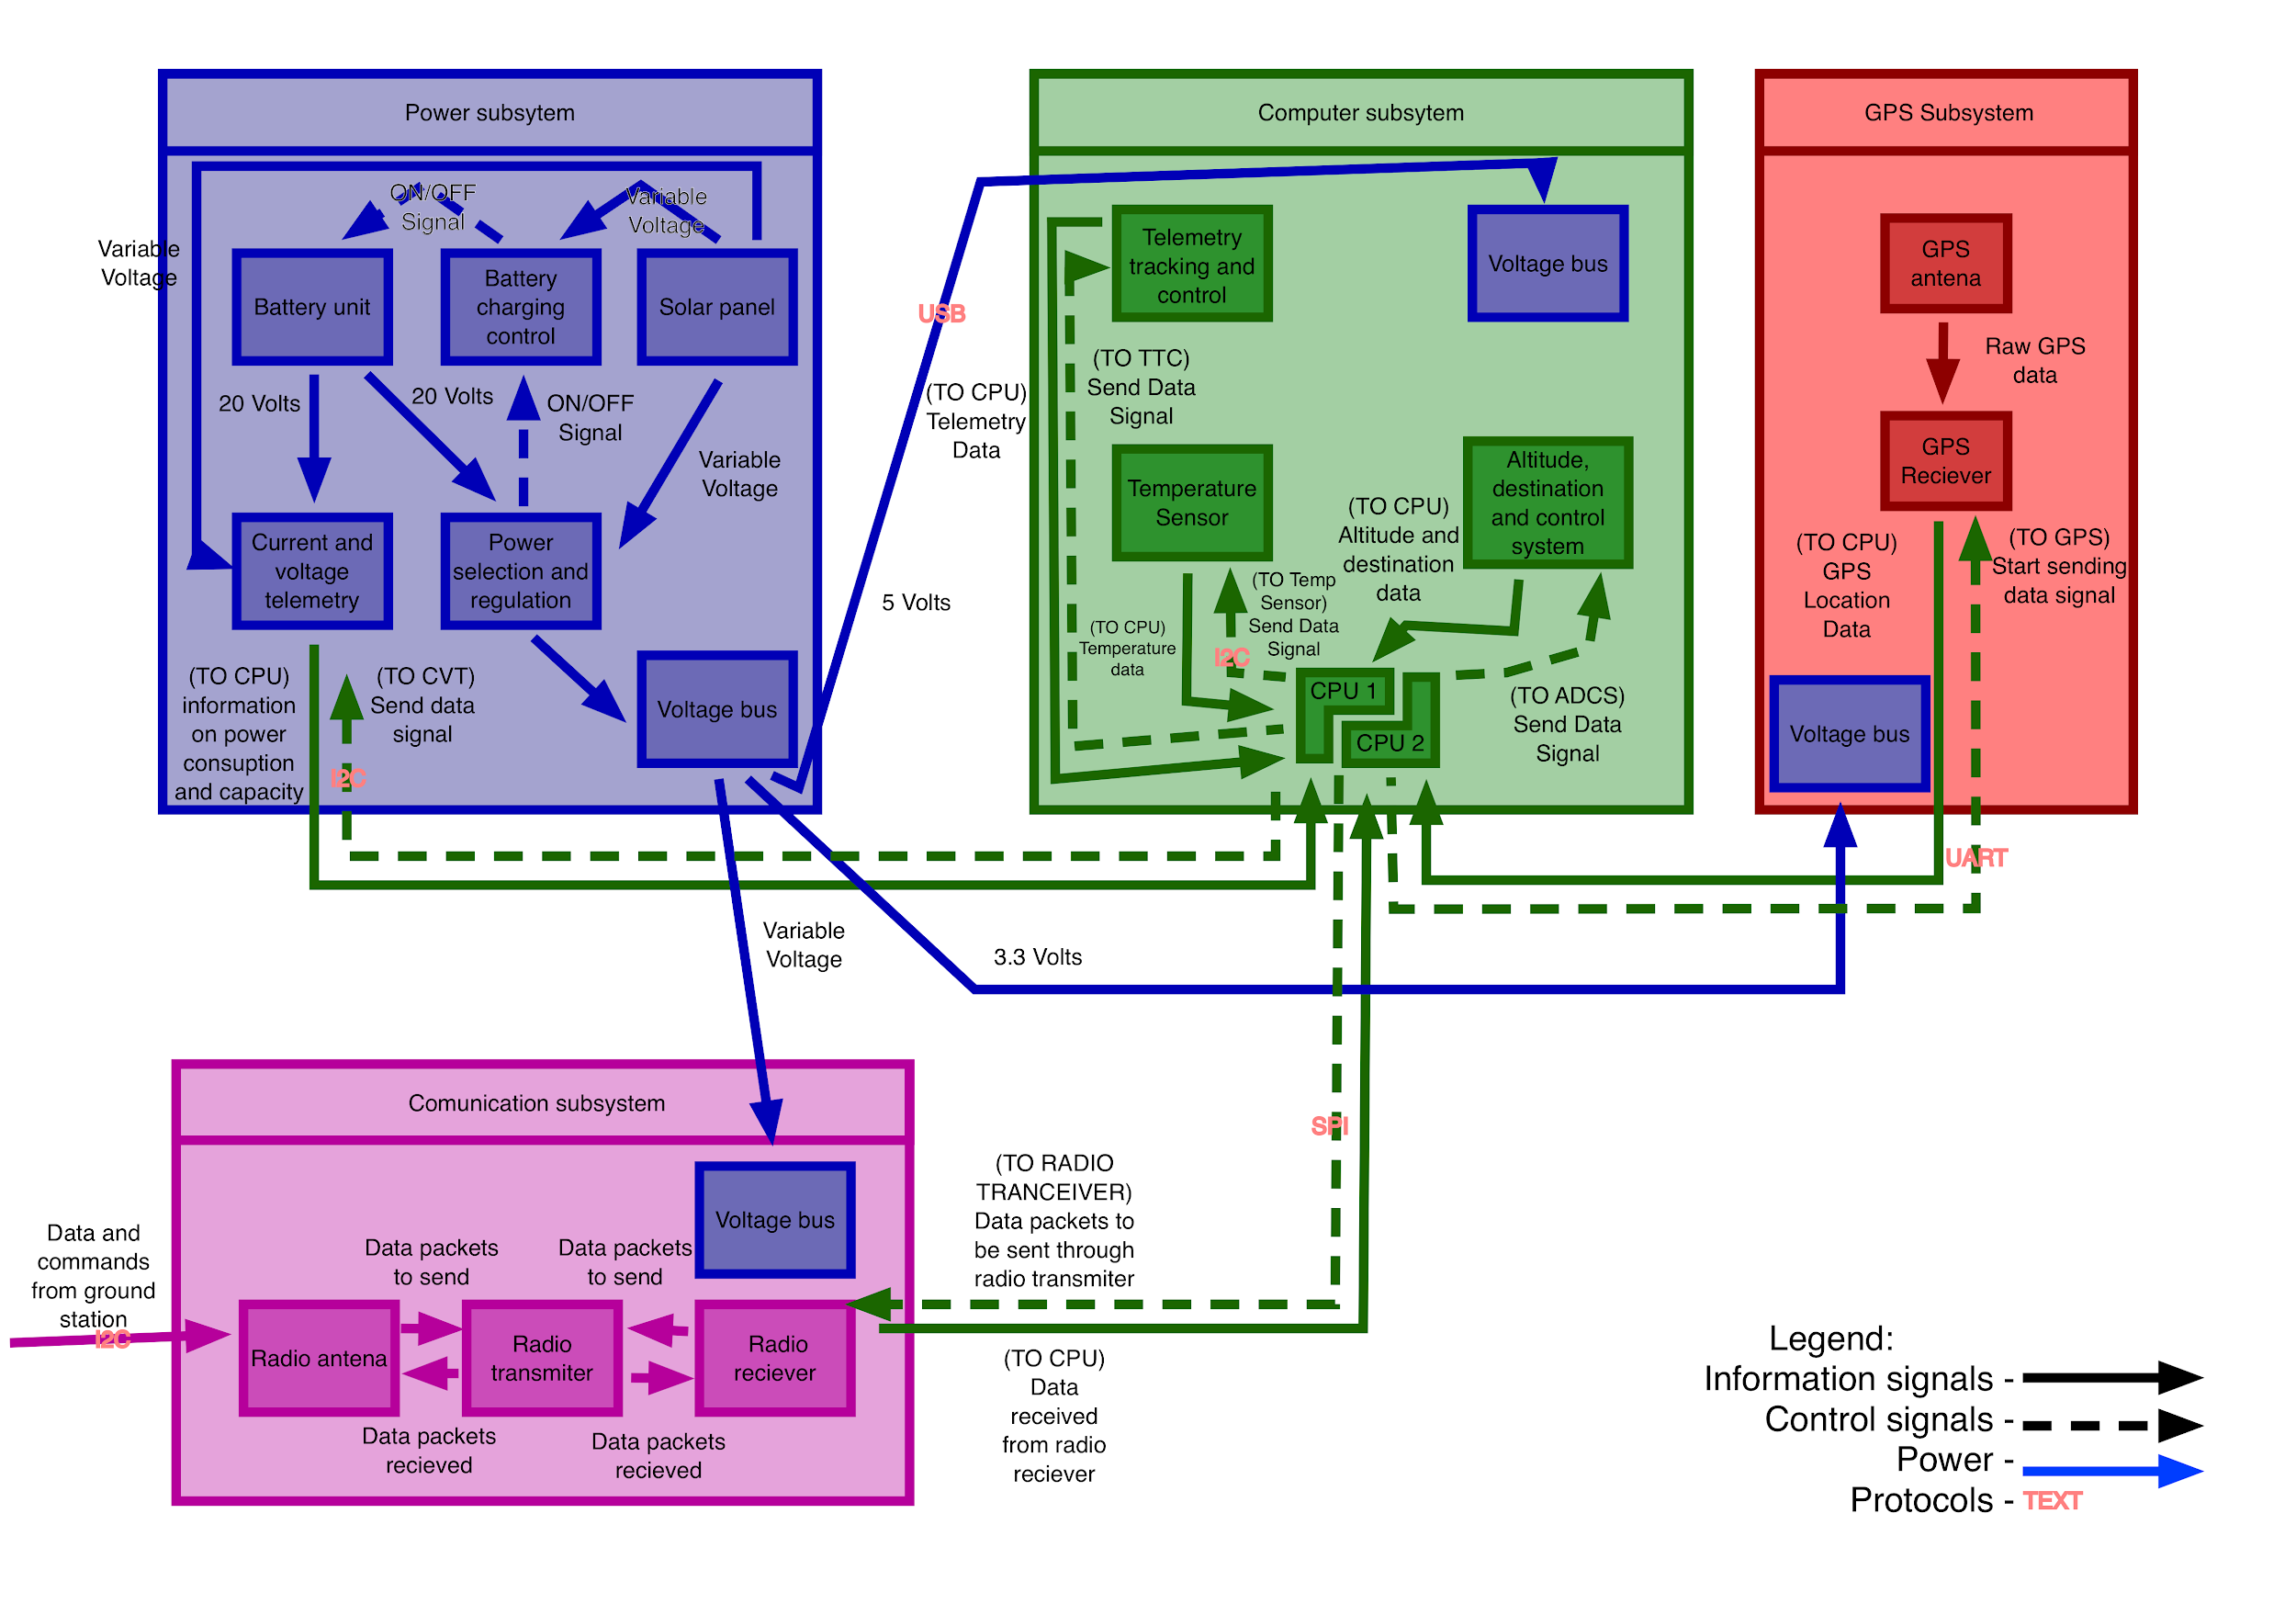 Power subsytem
ON/OFF
Signal
Variable
Voltage
Variable
Voltage
Battery unit
Battery
charging
control
Solar panel
20 Volts
20 Volts
ON/OFF
Signal
Variable
Voltage
Current and
voltage
telemetry
Power
selection and
regulation
Voltage bus
(TO CPU)
information
on power
consuption
and capacity
(TO CVT)
Send data
signal
I2C
USB
5 Volts
Computer subsytem
Telemetry
tracking and
control
Voltage bus
(TO CPU)
Telemetry
Data
(TO TTC)
Send Data
Signal
Temperature
Sensor
Altitude,
destination
and control
system
(TO CPU)
Altitude and
destination
data
(TO Temp
Sensor)
Send Data
Signal
(TO CPU)
Temperature
data
I2C
CPU 1
CPU 2
(TO ADCS)
Send Data
Signal
GPS Subsystem
GPS
antena
Raw GPS
data
GPS
Reciever
(TO CPU)
GPS
Location
Data
(TO GPS)
Start sending
data signal
Voltage bus
UART
Variable
Voltage
3.3 Volts
Comunication subsystem
Voltage bus
Data and
commands
from ground
station
I2C
Data packets
to send
Data packets
to send
Radio antena
Radio
transmiter
Radio
reciever
Data packets
recieved
Data packets
recieved
SPI
(TO RADIO
TRANCEIVER)
Data packets to
be sent through
radio transmiter
(TO CPU)
Data
received
from radio
reciever
Legend:
Information signals -
Control signals -
Power -
Protocols - TEXT